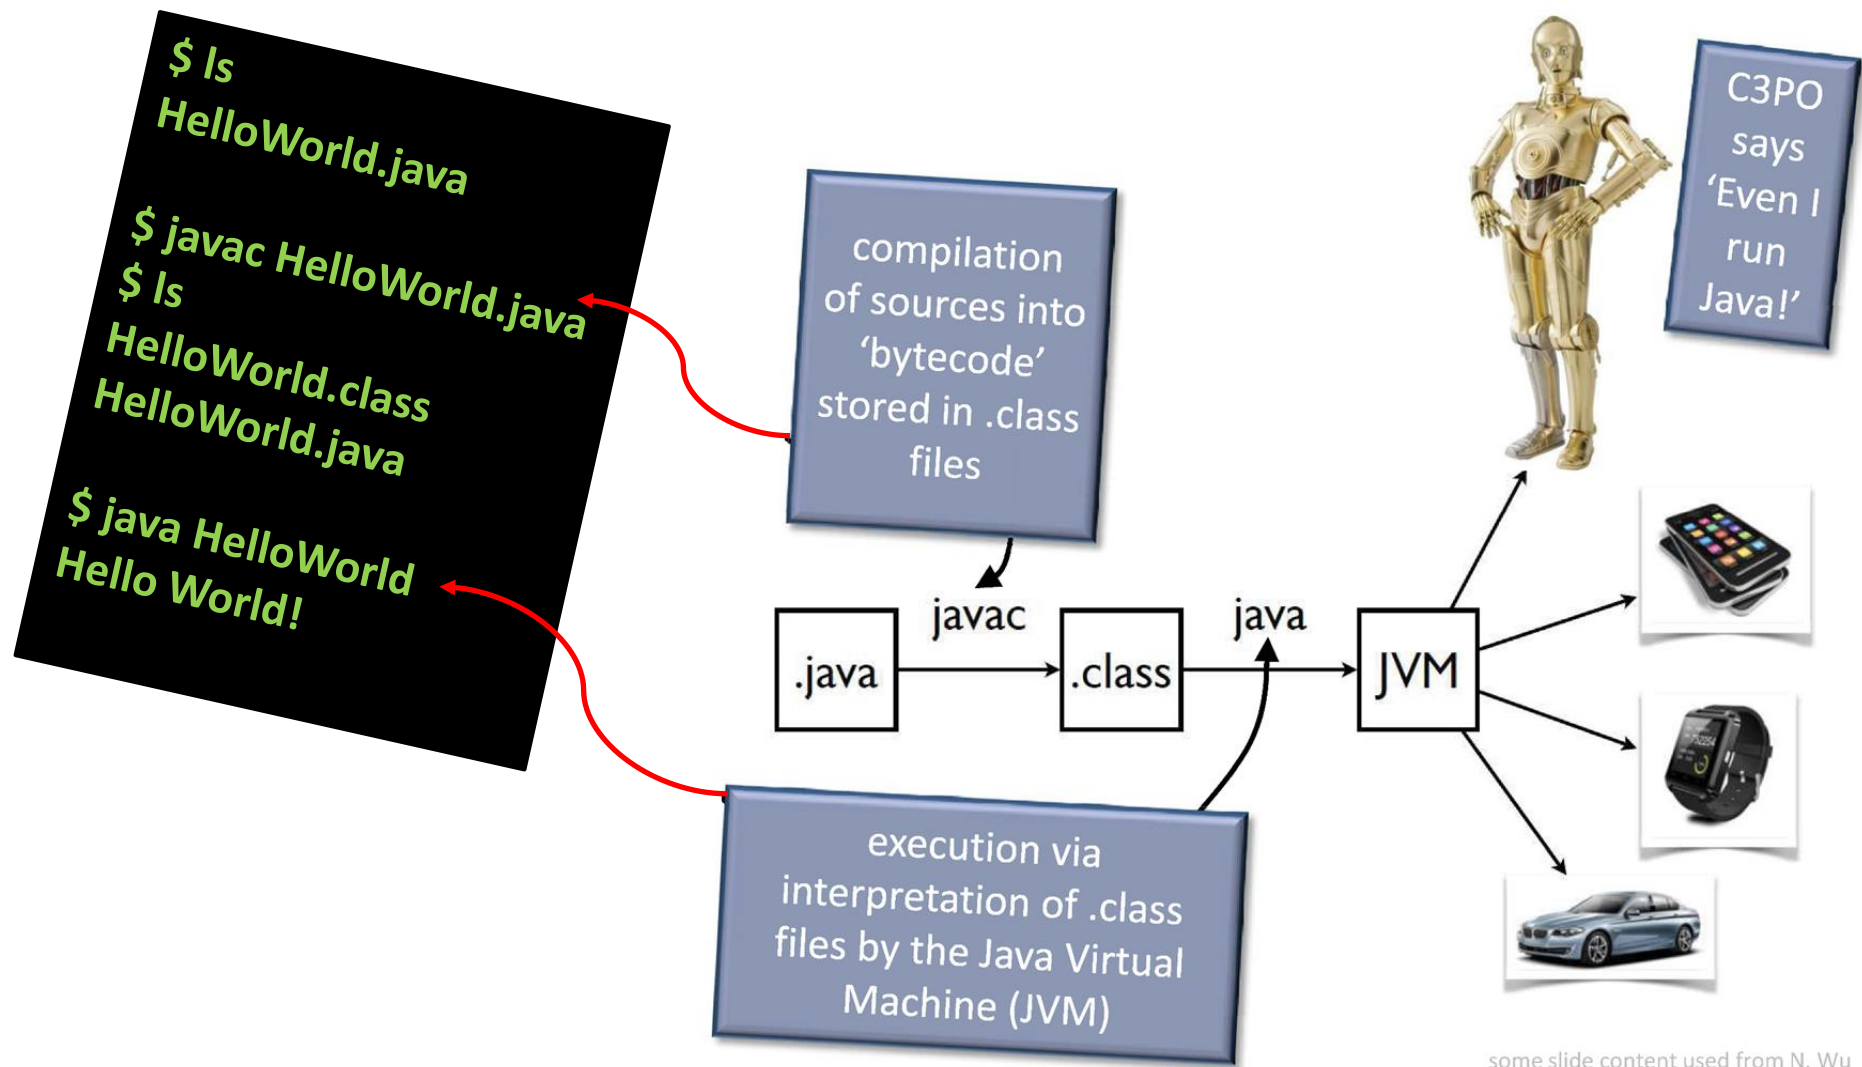 $ ls
HelloWorld.java
$ javac HelloWorld.java
$ ls
HelloWorld.class
HelloWorld.java
$ java HelloWorld
Hello World!
compilation
of sources into
‘bytecode’
stored in .class
files
C3PO
says
‘Even I
run
Java!’
javac
java
.java
.class
JVM
execution via
interpretation of .class
files by the Java Virtual
Machine (JVM)
some slide content used from N. Wu